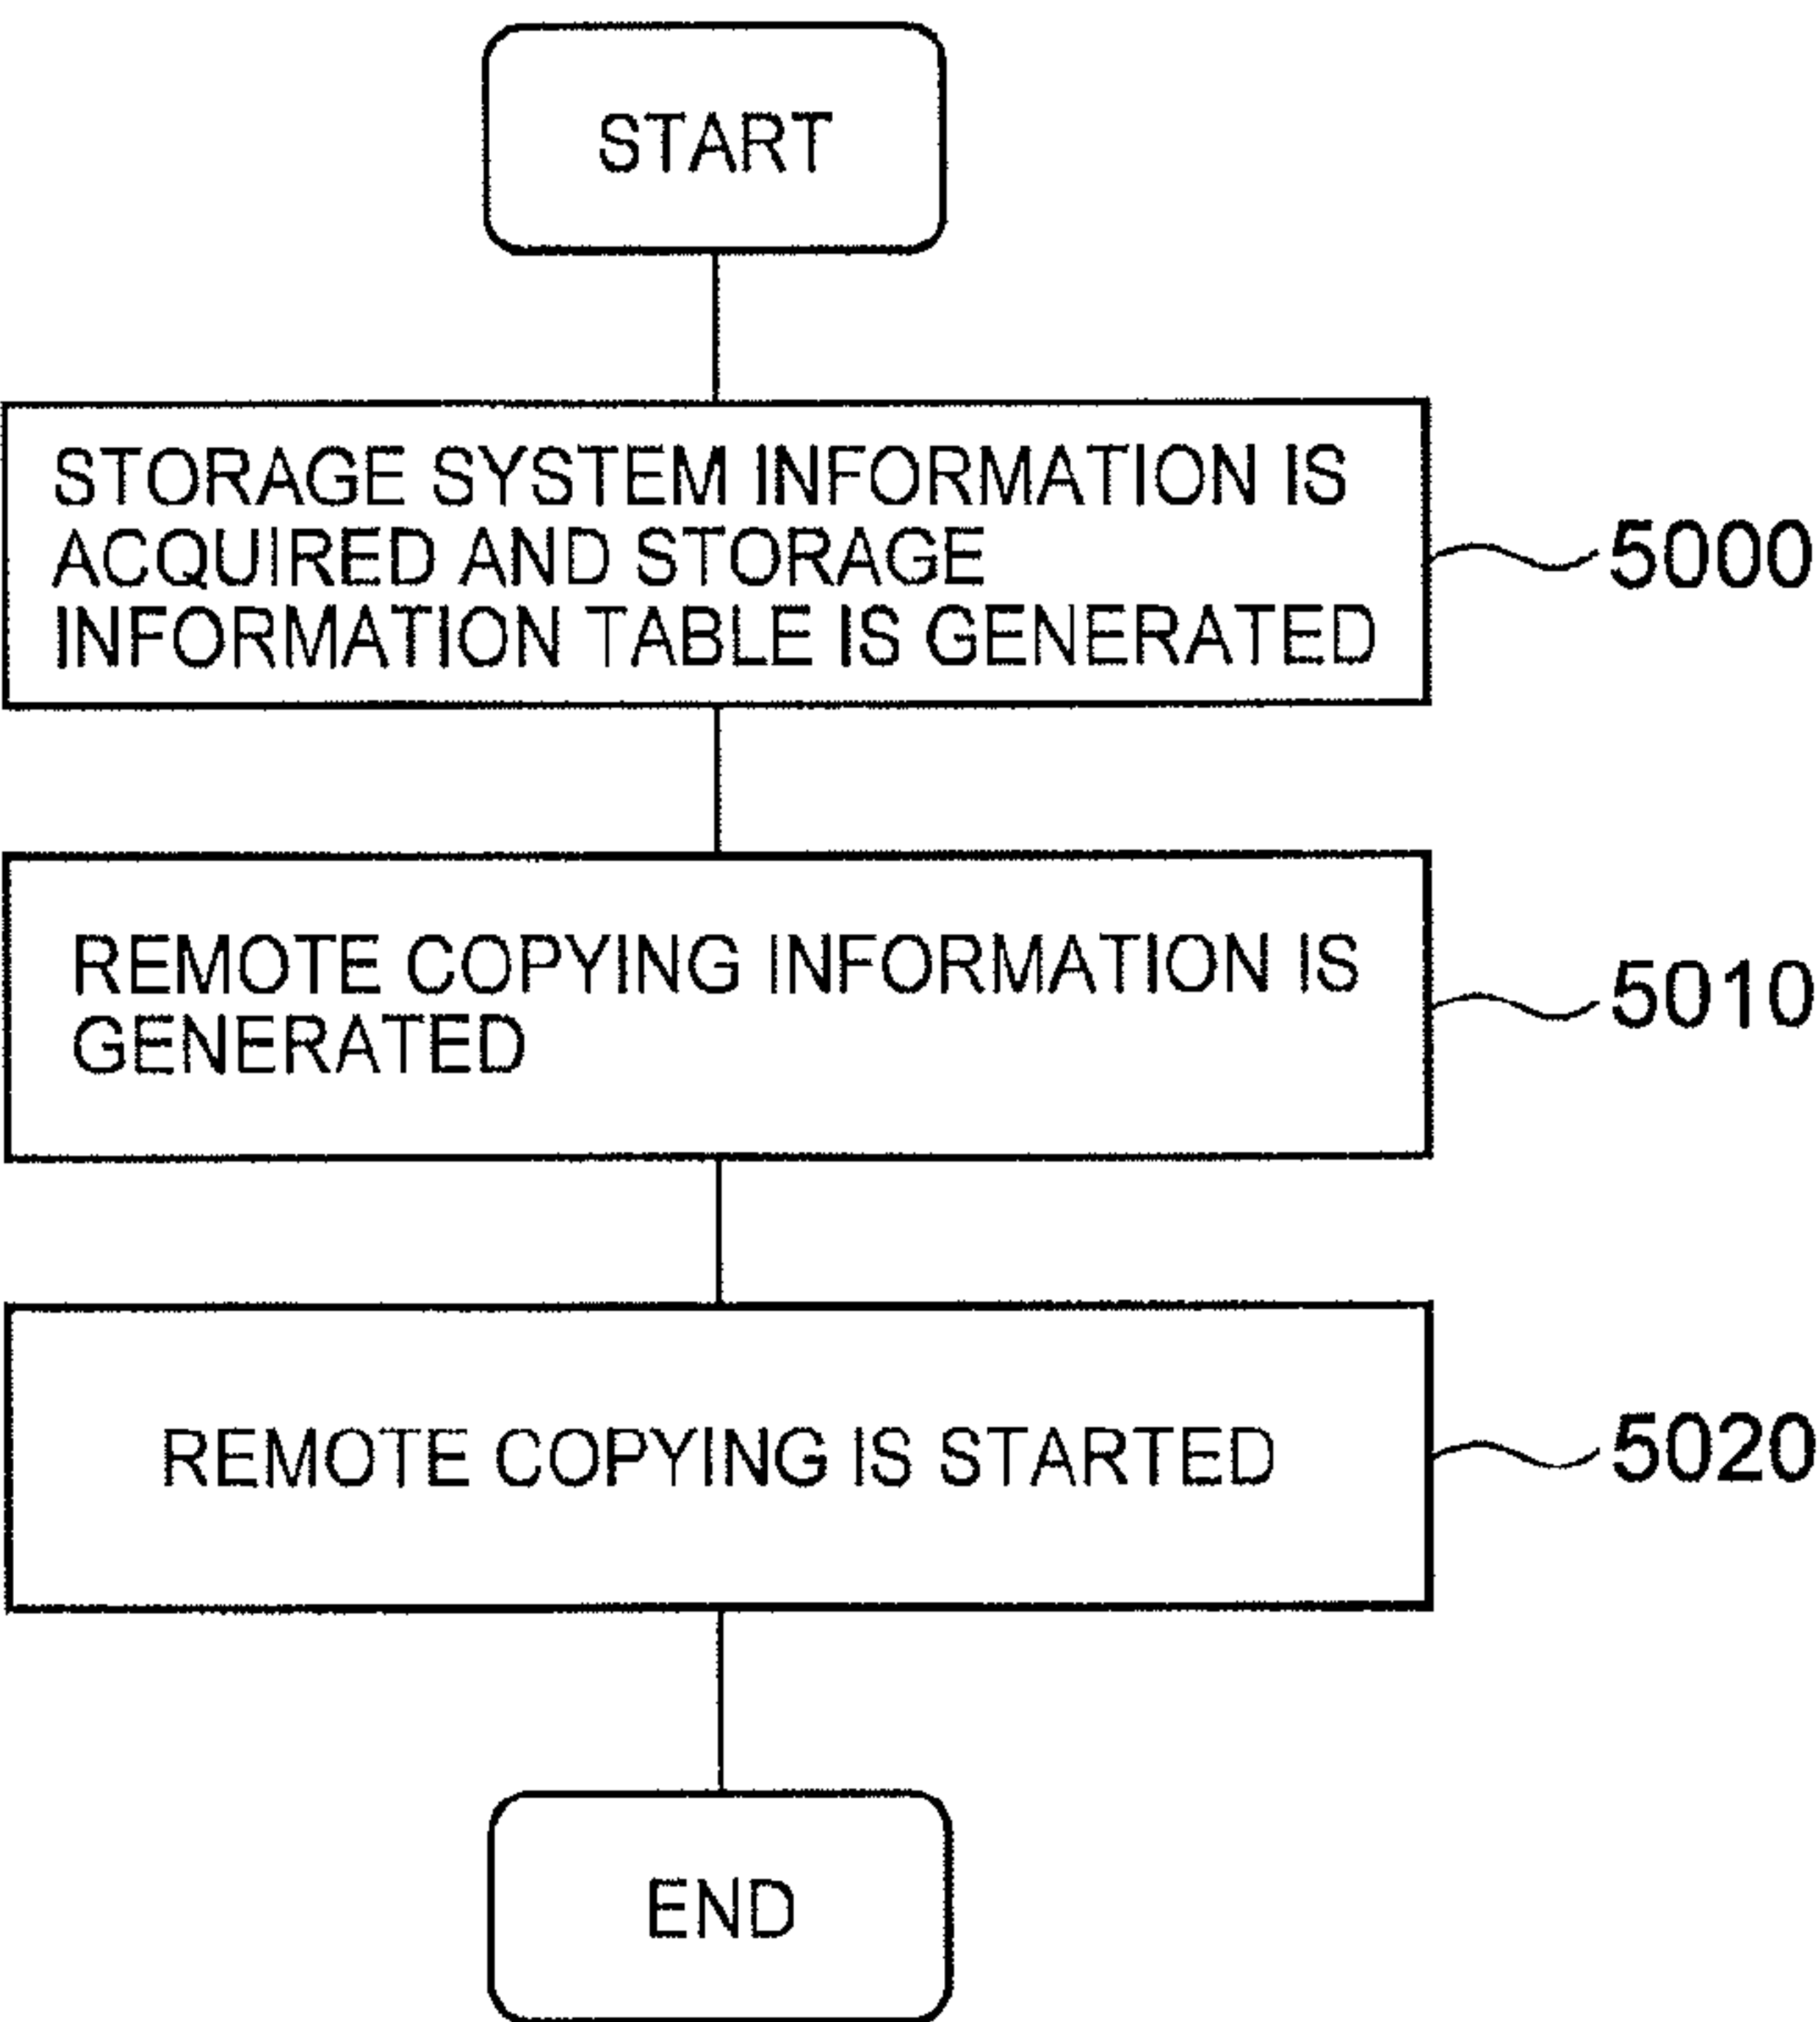 START
STORAGE SYSTEM INFORMATION IS
ACQUIRED AND STORAGE
INFORMATION TABLE IS GENERATED
5000
REMOTE COPYING INFORMATION IS
GENERATED
5010
REMOTE COPYING IS STARTED
5020
END